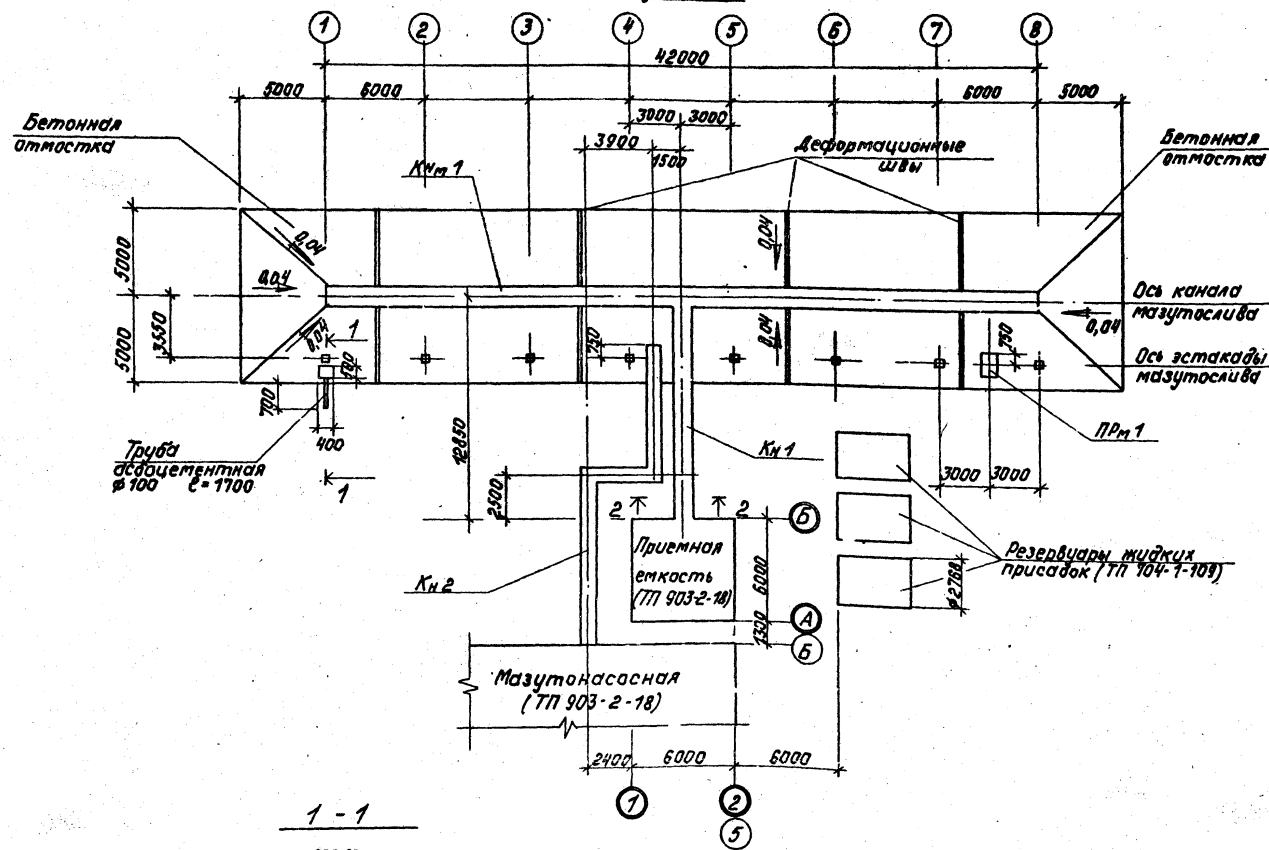 1 2 3 4 5 6 7 8
42000
5000 6000 6000 5000
3000 3000
3900 1500
Бетонная
отмостка
Кнм 1
Деформационные
швы
Бетонная
отмостка
5000
5000
3550
0,04
0,04
0,04
0,04
0,04
0,04
Ось канала
мазутослива
Ось эстакады
мазутослива
1
750
750
700
400
12850
2500
Труба
асбоцементная
ϕ100 ℓ=1700
1
Кн 1
ПРм 1
3000 3000
2 2
Б
Приемная
емкость
(ТП 903-2-18)
6000
1300
А
Б
Кн 2
Резервуары жидких
присадок (ТП 704-1-109)
ϕ2768
Мазутонасосная
(ТП 903-2-18)
2400 6000 6000
1 2
5
1 - 1